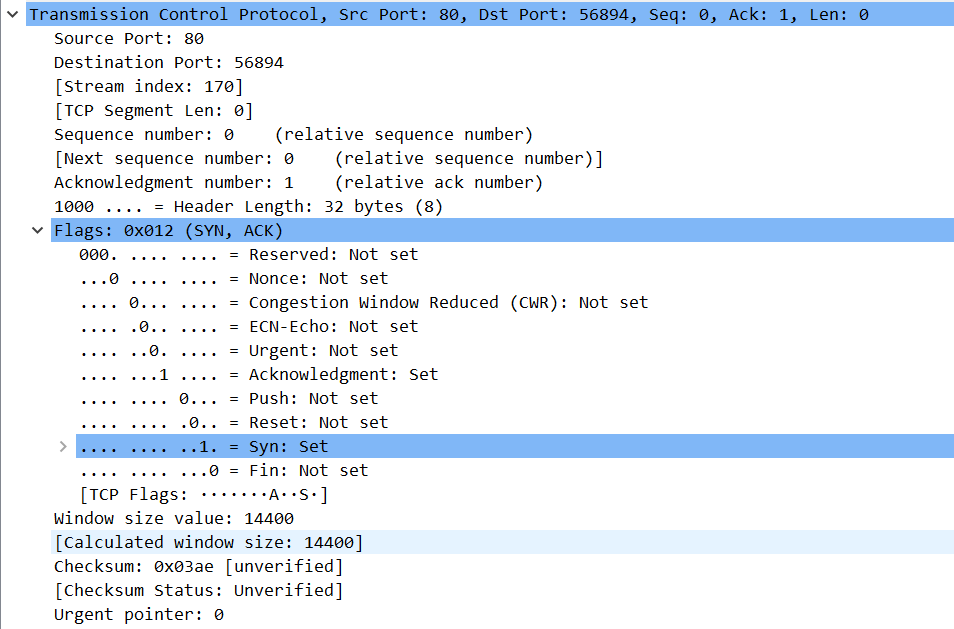 Transmission Control Protocol, Src Port: 80, Dst Port: 56894, Seq: 0, Ack: 1, Len: 0
Source Port: 80
Destination Port: 56894
[Stream index: 170]
[TCP Segment Len: 0]
Sequence number: 0    (relative sequence number)
[Next sequence number: 0    (relative sequence number)]
Acknowledgment number: 1    (relative ack number)
1000 .... = Header Length: 32 bytes (8)
Flags: 0x012 (SYN, ACK)
000. .... .... = Reserved: Not set
...0 .... .... = Nonce: Not set
.... 0... .... = Congestion Window Reduced (CWR): Not set
.... .0.. .... = ECN-Echo: Not set
.... ..0. .... = Urgent: Not set
.... ...1 .... = Acknowledgment: Set
.... .... 0... = Push: Not set
.... .... .0.. = Reset: Not set
.... .... ..1. = Syn: Set
.... .... ...0 = Fin: Not set
[TCP Flags: ·······A··S·]
Window size value: 14400
[Calculated window size: 14400]
Checksum: 0x03ae [unverified]
[Checksum Status: Unverified]
Urgent pointer: 0